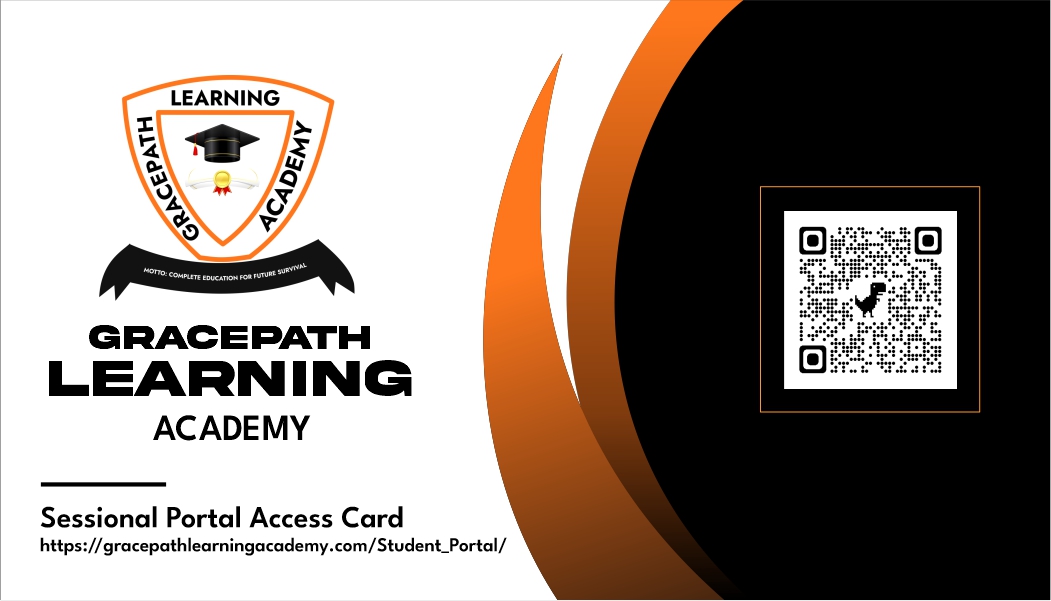 LEARNING
GRACEPATH
ACADEMY
MOTTO: COMPLETE EDUCATION FOR FUTURE SURVIVAL
GRACEPATH
LEARNING
ACADEMY
Sessional Portal Access Card
https://gracepathlearningacademy.com/Student_Portal/